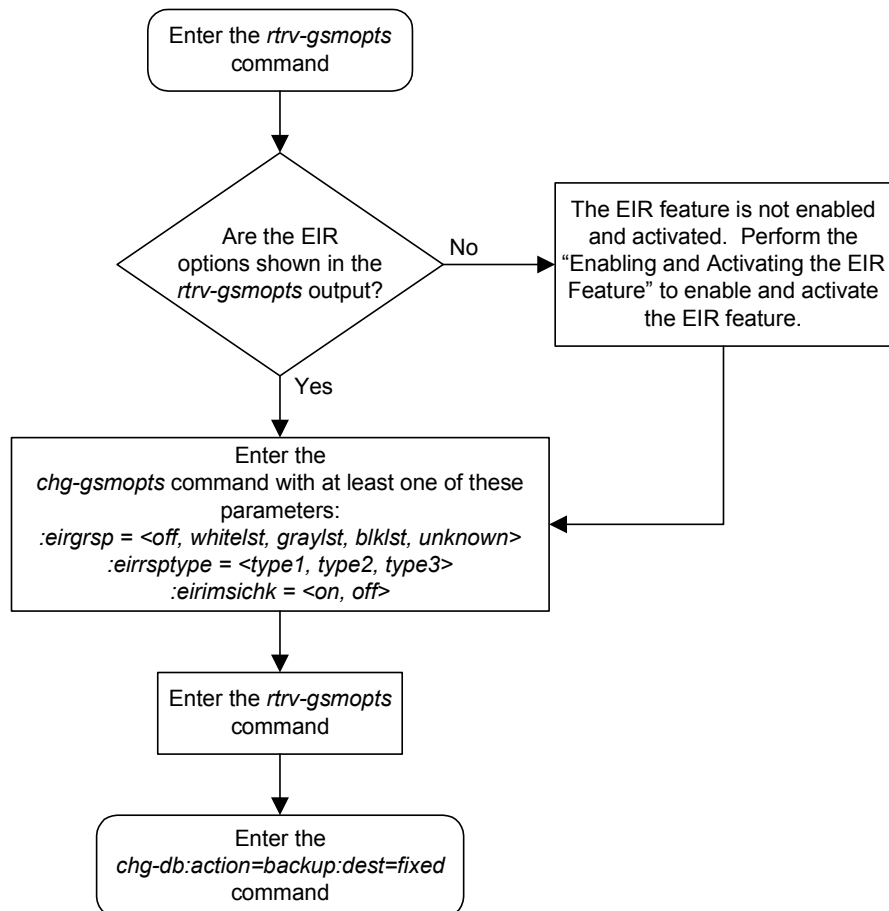 Enter the rtrv-gsmopts
command
Are the EIR
options shown in the
rtrv-gsmopts output?
No
The EIR feature is not enabled
and activated. Perform the
“Enabling and Activating the EIR
Feature” to enable and activate
the EIR feature.
Yes
Enter the
chg-gsmopts command with at least one of these
parameters:
:eirgrsp = <off, whitelst, graylst, blklst, unknown>
:eirrsptype = <type1, type2, type3>
:eirimsichk = <on, off>
Enter the rtrv-gsmopts
command
Enter the
chg-db:action=backup:dest=fixed
command